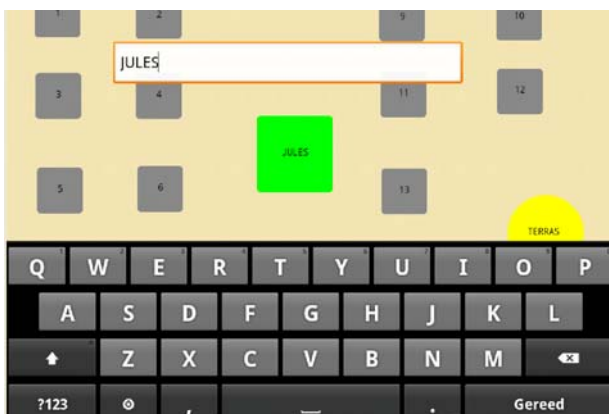 1 2 9 10
JULES
3 4 11 12
JULES
5 6 13
TERRAS
Q W E R T Y U I O P
A S D F G H J K L
Z X C V B N M
?123 , . Gereed